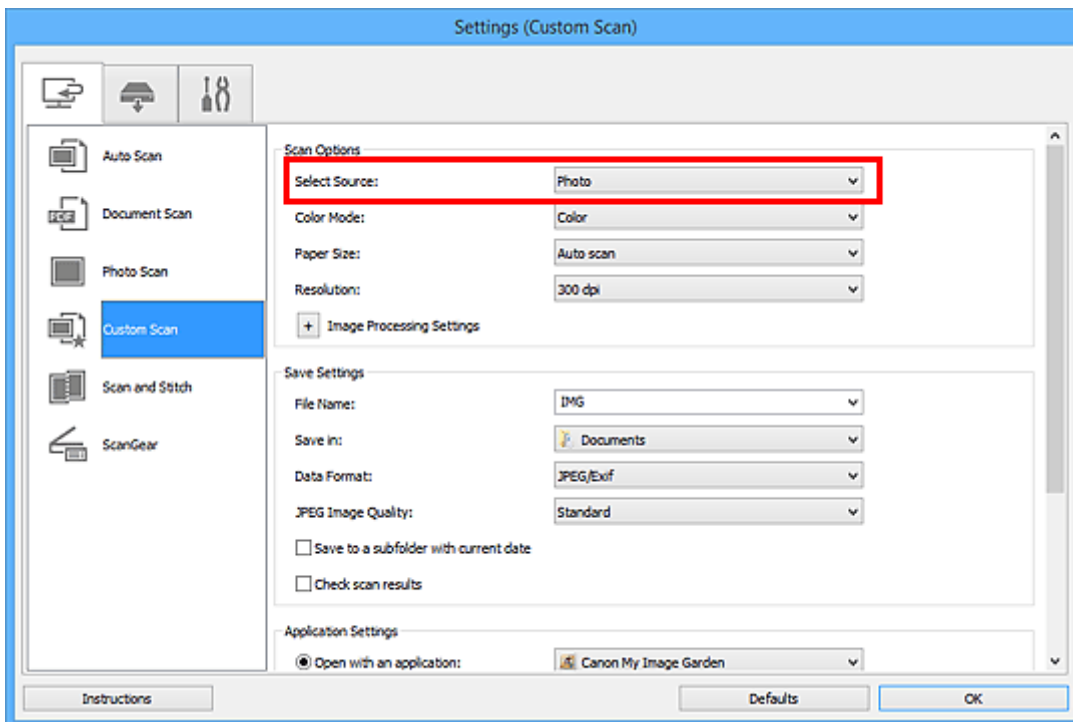 Settings (Custom Scan)
Auto Scan
Document Scan
Photo Scan
Custom Scan
Scan and Stitch
ScanGear
Scan Options
Select Source: Photo
Color Mode: Color
Paper Size: Auto scan
Resolution: 300 dpi
+ Image Processing Settings
Save Settings
File Name: IMG
Save in: Documents
Data Format: JPEG/Exif
JPEG Image Quality: Standard
Save to a subfolder with current date
Check scan results
Application Settings
Open with an application: Canon My Image Garden
Instructions Defaults OK